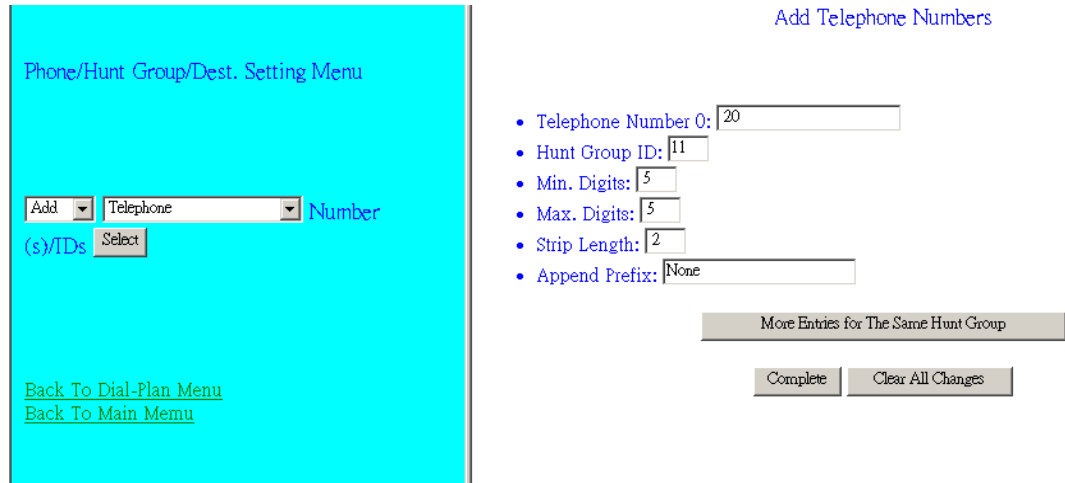 Phone/Hunt Group/Dest. Setting Menu
Add Telephone Number
(s)/IDs Select
Back To Dial-Plan Menu
Back To Main Memu
Add Telephone Numbers
• Telephone Number 0: 20
• Hunt Group ID: 11
• Min. Digits: 5
• Max. Digits: 5
• Strip Length: 2
• Append Prefix: None
More Entries for The Same Hunt Group
Complete Clear All Changes